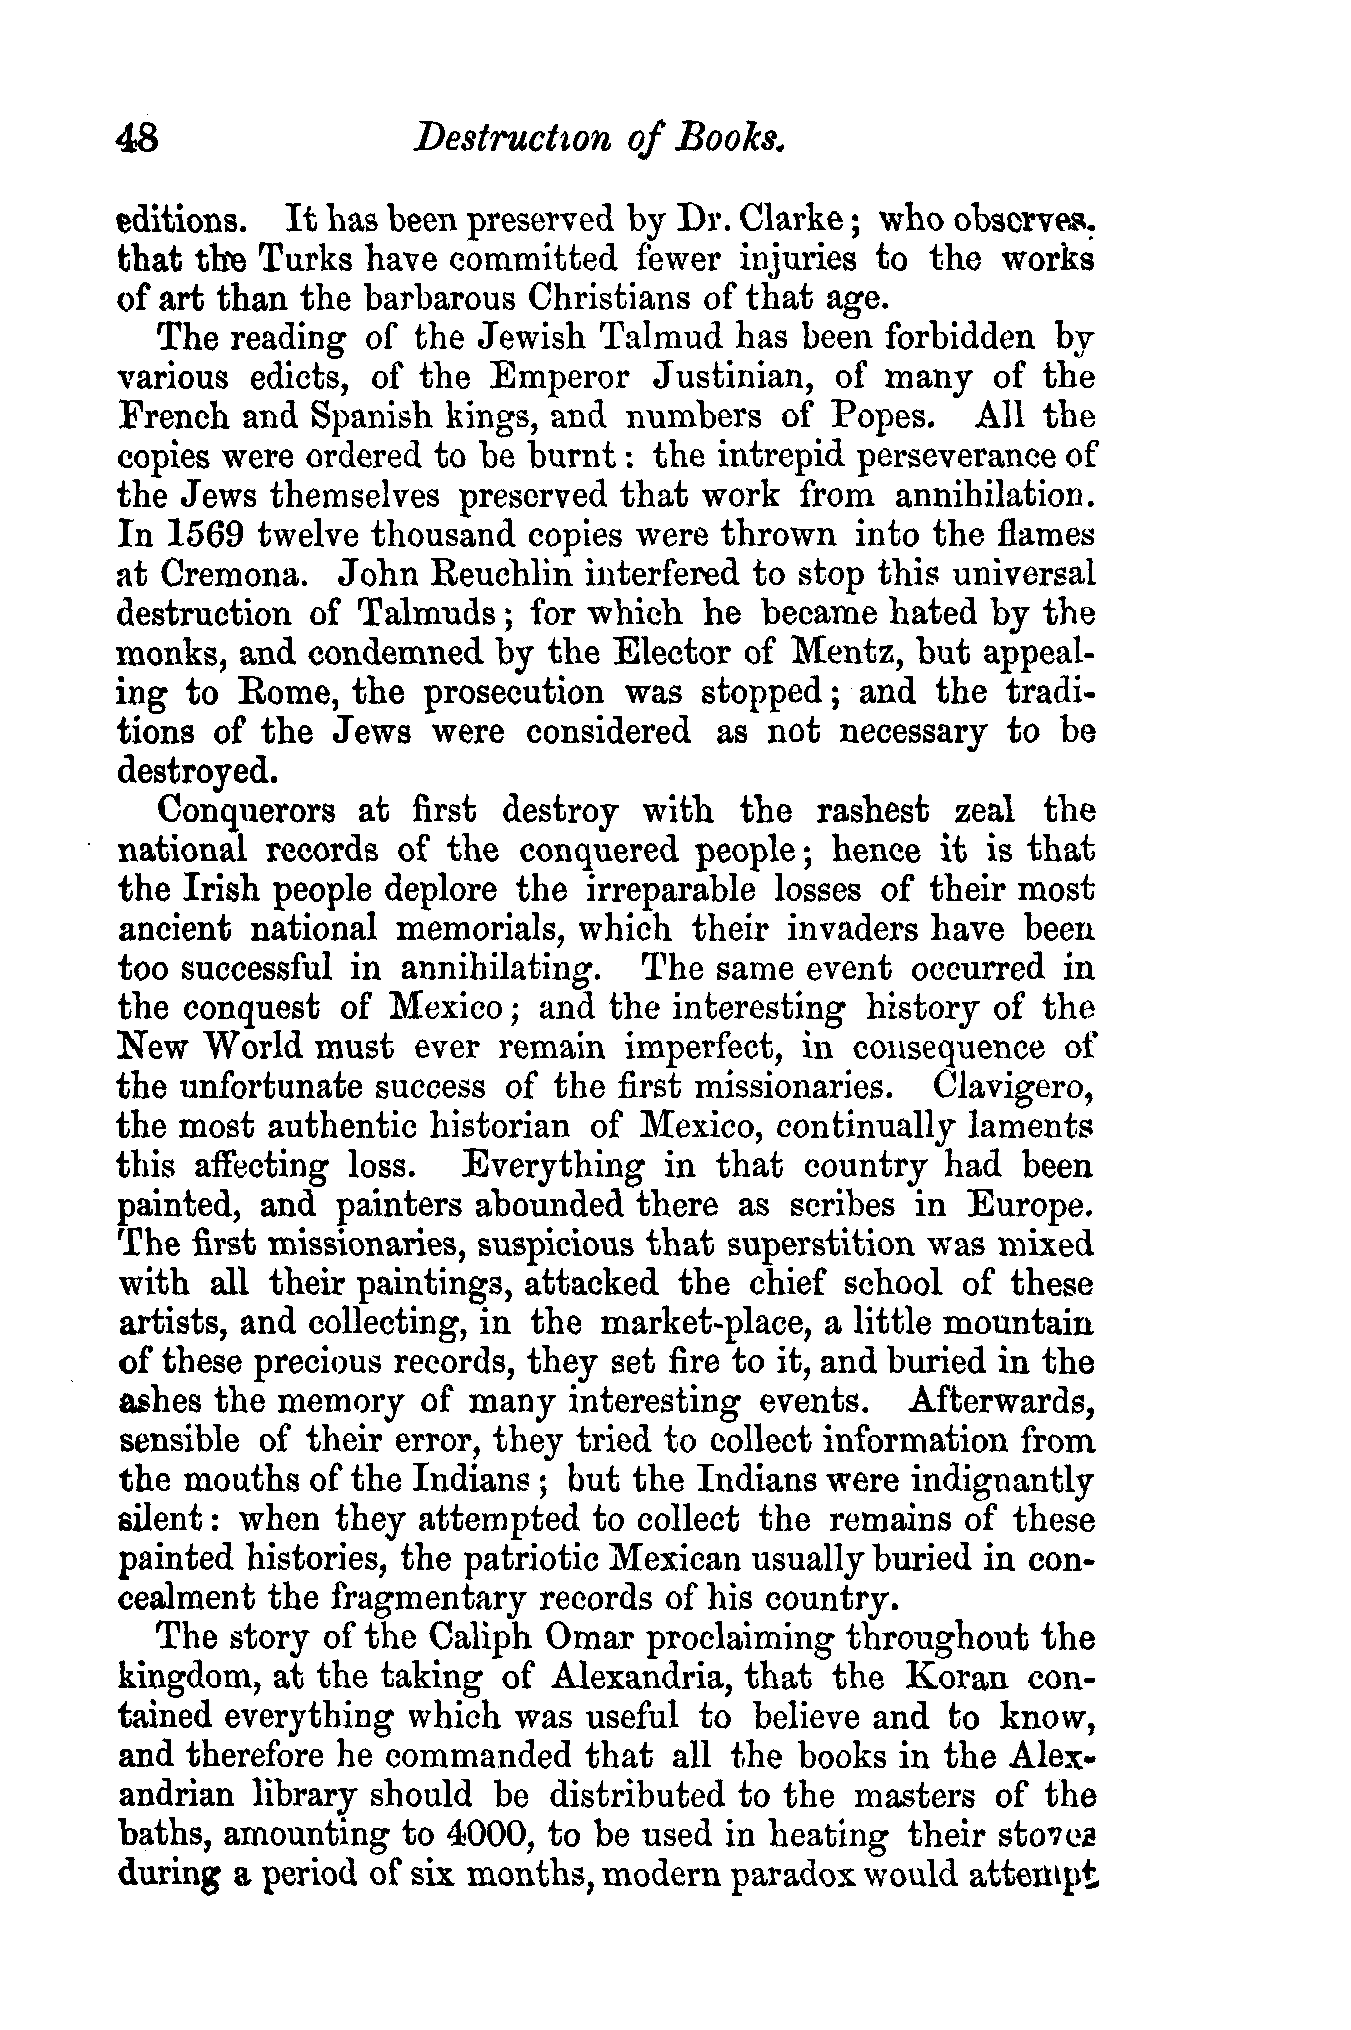 48 Destruction of Books.
editions. It has been preserved by Dr. Clarke; who observes,
that the Turks have committed fewer injuries to the works
of art than the barbarous Christians of that age.
The reading of the Jewish Talmud has been forbidden by
various edicts, of the Emperor Justinian, of many of the
French and Spanish kings, and numbers of Popes. All the
copies were ordered to be burnt: the intrepid perseverance of
the Jews themselves preserved that work from annihilation.
In 1569 twelve thousand copies were thrown into the flames
at Cremona. John Reuchlin interfered to stop this universal
destruction of Talmuds; for which he became hated by the
monks, and condemned by the Elector of Mentz, but appeal-
ing to Rome, the prosecution was stopped; and the tradi-
tions of the Jews were considered as not necessary to be
destroyed.
Conquerors at first destroy with the rashest zeal the
national records of the conquered people; hence it is that
the Irish people deplore the irreparable losses of their most
ancient national memorials, which their invaders have been
too successful in annihilating. The same event occurred in
the conquest of Mexico; and the interesting history of the
New World must ever remain imperfect, in consequence of
the unfortunate success of the first missionaries. Clavigero,
the most authentic historian of Mexico, continually laments
this affecting loss. Everything in that country had been
painted, and painters abounded there as scribes in Europe.
The first missionaries, suspicious that superstition was mixed
with all their paintings, attacked the chief school of these
artists, and collecting, in the market-place, a little mountain
of these precious records, they set fire to it, and buried in the
ashes the memory of many interesting events. Afterwards,
sensible of their error, they tried to collect information from
the mouths of the Indians; but the Indians were indignantly
silent: when they attempted to collect the remains of these
painted histories, the patriotic Mexican usually buried in con-
cealment the fragmentary records of his country.
The story of the Caliph Omar proclaiming throughout the
kingdom, at the taking of Alexandria, that the Koran con-
tained everything which was useful to believe and to know,
and therefore he commanded that all the books in the Alex-
andrian library should be distributed to the masters of the
baths, amounting to 4000, to be used in heating their stoves
during a period of six months, modern paradox would attempt